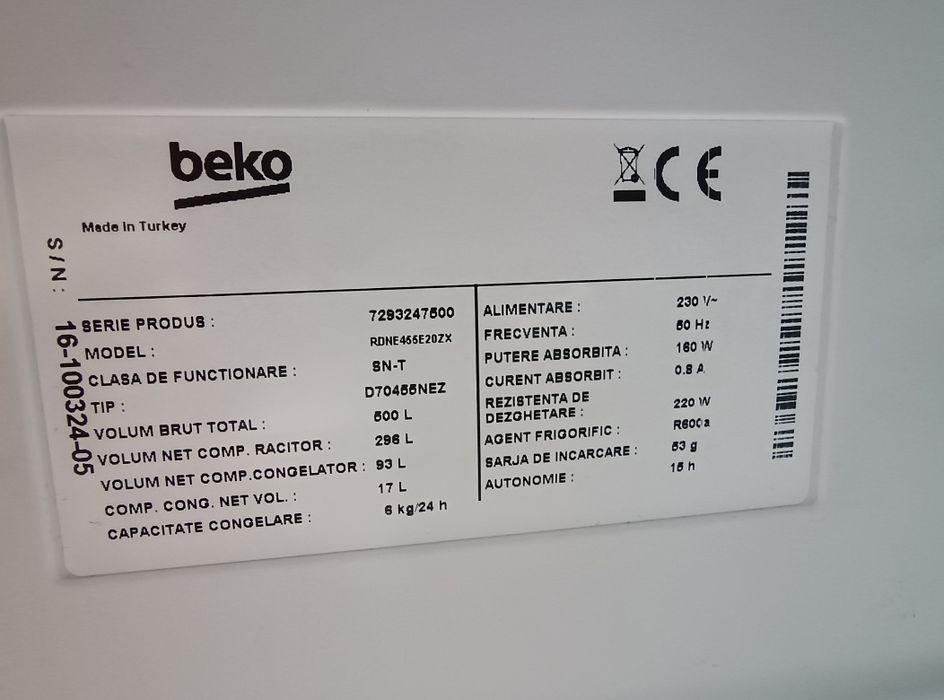 beko
CE
Made in Turkey
S/N: 16-100324-05
SERIE PRODUS : 7293247500
MODEL : RDNE455E20ZX
CLASA DE FUNCTIONARE : SN-T
TIP : D70455NEZ
VOLUM BRUT TOTAL : 500 L
VOLUM NET COMP. RACITOR : 296 L
VOLUM NET COMP.CONGELATOR : 93 L
COMP. CONG. NET VOL. : 17 L
CAPACITATE CONGELARE : 6 kg/24 h
ALIMENTARE : 230 V~
FRECVENTA : 50 Hz
PUTERE ABSORBITA : 160 W
CURENT ABSORBIT : 0.8 A
REZISTENTA DE
DEZGHETARE : 220 W
AGENT FRIGORIFIC : R600a
SARJA DE INCARCARE : 53 g
AUTONOMIE : 15 h